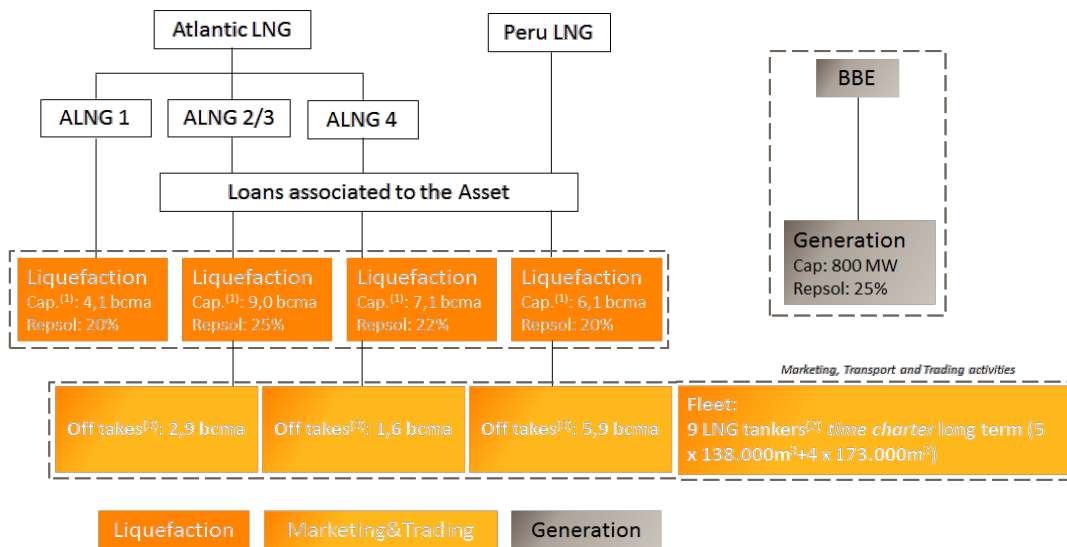 Atlantic LNG
Peru LNG
BBE
ALNG 1
ALNG 2/3
ALNG 4
Loans associated to the Asset
Generation
Cap: 800 MW
Repsol: 25%
Liquefaction
Cap.(1): 4,1 bcma
Repsol: 20%
Liquefaction
Cap.(1): 9,0 bcma
Repsol: 25%
Liquefaction
Cap.(1): 7,1 bcma
Repsol: 22%
Liquefaction
Cap.(1): 6,1 bcma
Repsol: 20%
Marketing, Transport and Trading activities
Off takes(3): 2,9 bcma
Off takes(3): 1,6 bcma
Off takes(3): 5,9 bcma
Fleet:
9 LNG tankers(2) time charter long term (5
x 138.000m³+4 x 173.000m³)
Liquefaction
Marketing&Trading
Generation